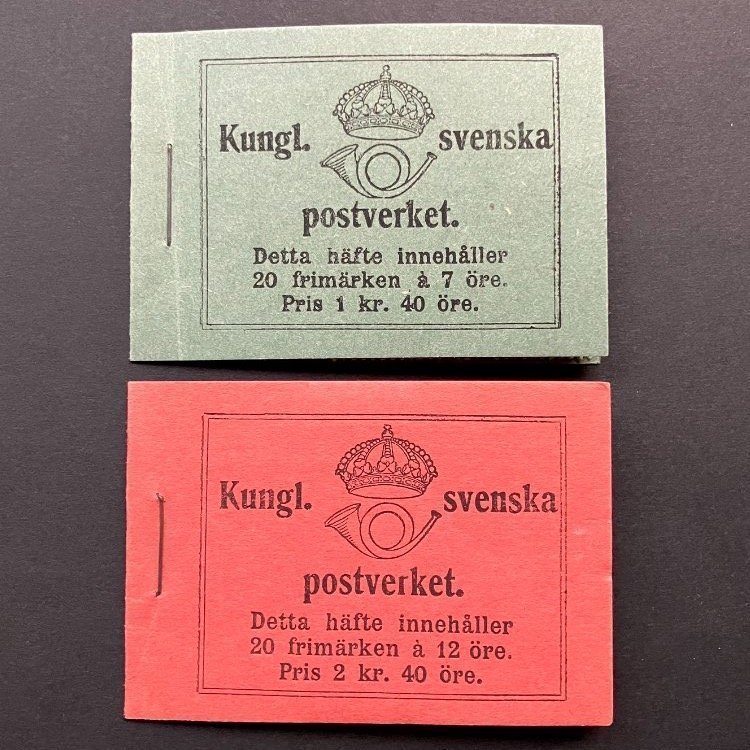 Kungl. svenska
postverket.
Detta häfte innehåller
20 frimärken à 7 öre.
Pris 1 kr. 40 öre.
Kungl. svenska
postverket.
Detta häfte innehåller
20 frimärken à 12 öre.
Pris 2 kr. 40 öre.